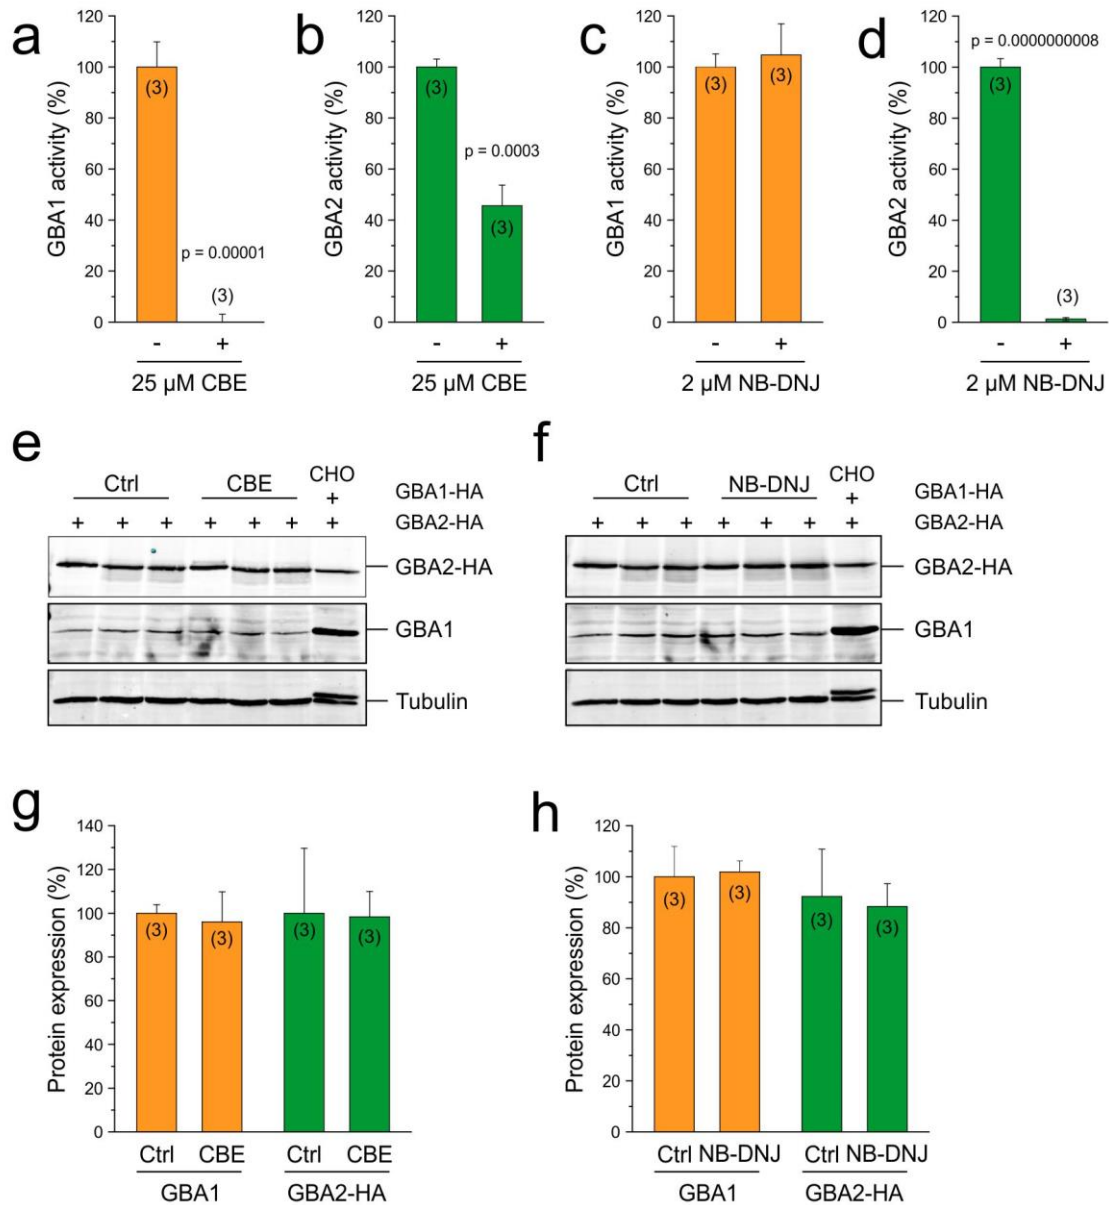 a
120
100
80
60
40
20
0
GBA1 activity (%)
(3)
p = 0.00001
(3)
- +
25 µM CBE
b
120
100
80
60
40
20
0
GBA2 activity (%)
(3)
p = 0.0003
(3)
- +
25 µM CBE
c
120
100
80
60
40
20
0
GBA1 activity (%)
(3) (3)
- +
2 µM NB-DNJ
d
120
100
80
60
40
20
0
GBA2 activity (%)
p = 0.0000000008
(3)
(3)
- +
2 µM NB-DNJ
e
Ctrl CBE CHO
+ GBA1-HA
+ + + + + + + GBA2-HA
GBA2-HA
GBA1
Tubulin
f
Ctrl NB-DNJ CHO
+ GBA1-HA
+ + + + + + + GBA2-HA
GBA2-HA
GBA1
Tubulin
g
140
120
100
80
60
40
20
0
Protein expression (%)
(3) (3) (3) (3)
Ctrl CBE Ctrl CBE
GBA1 GBA2-HA
h
120
100
80
60
40
20
0
Protein expression (%)
(3) (3) (3) (3)
Ctrl NB-DNJ Ctrl NB-DNJ
GBA1 GBA2-HA